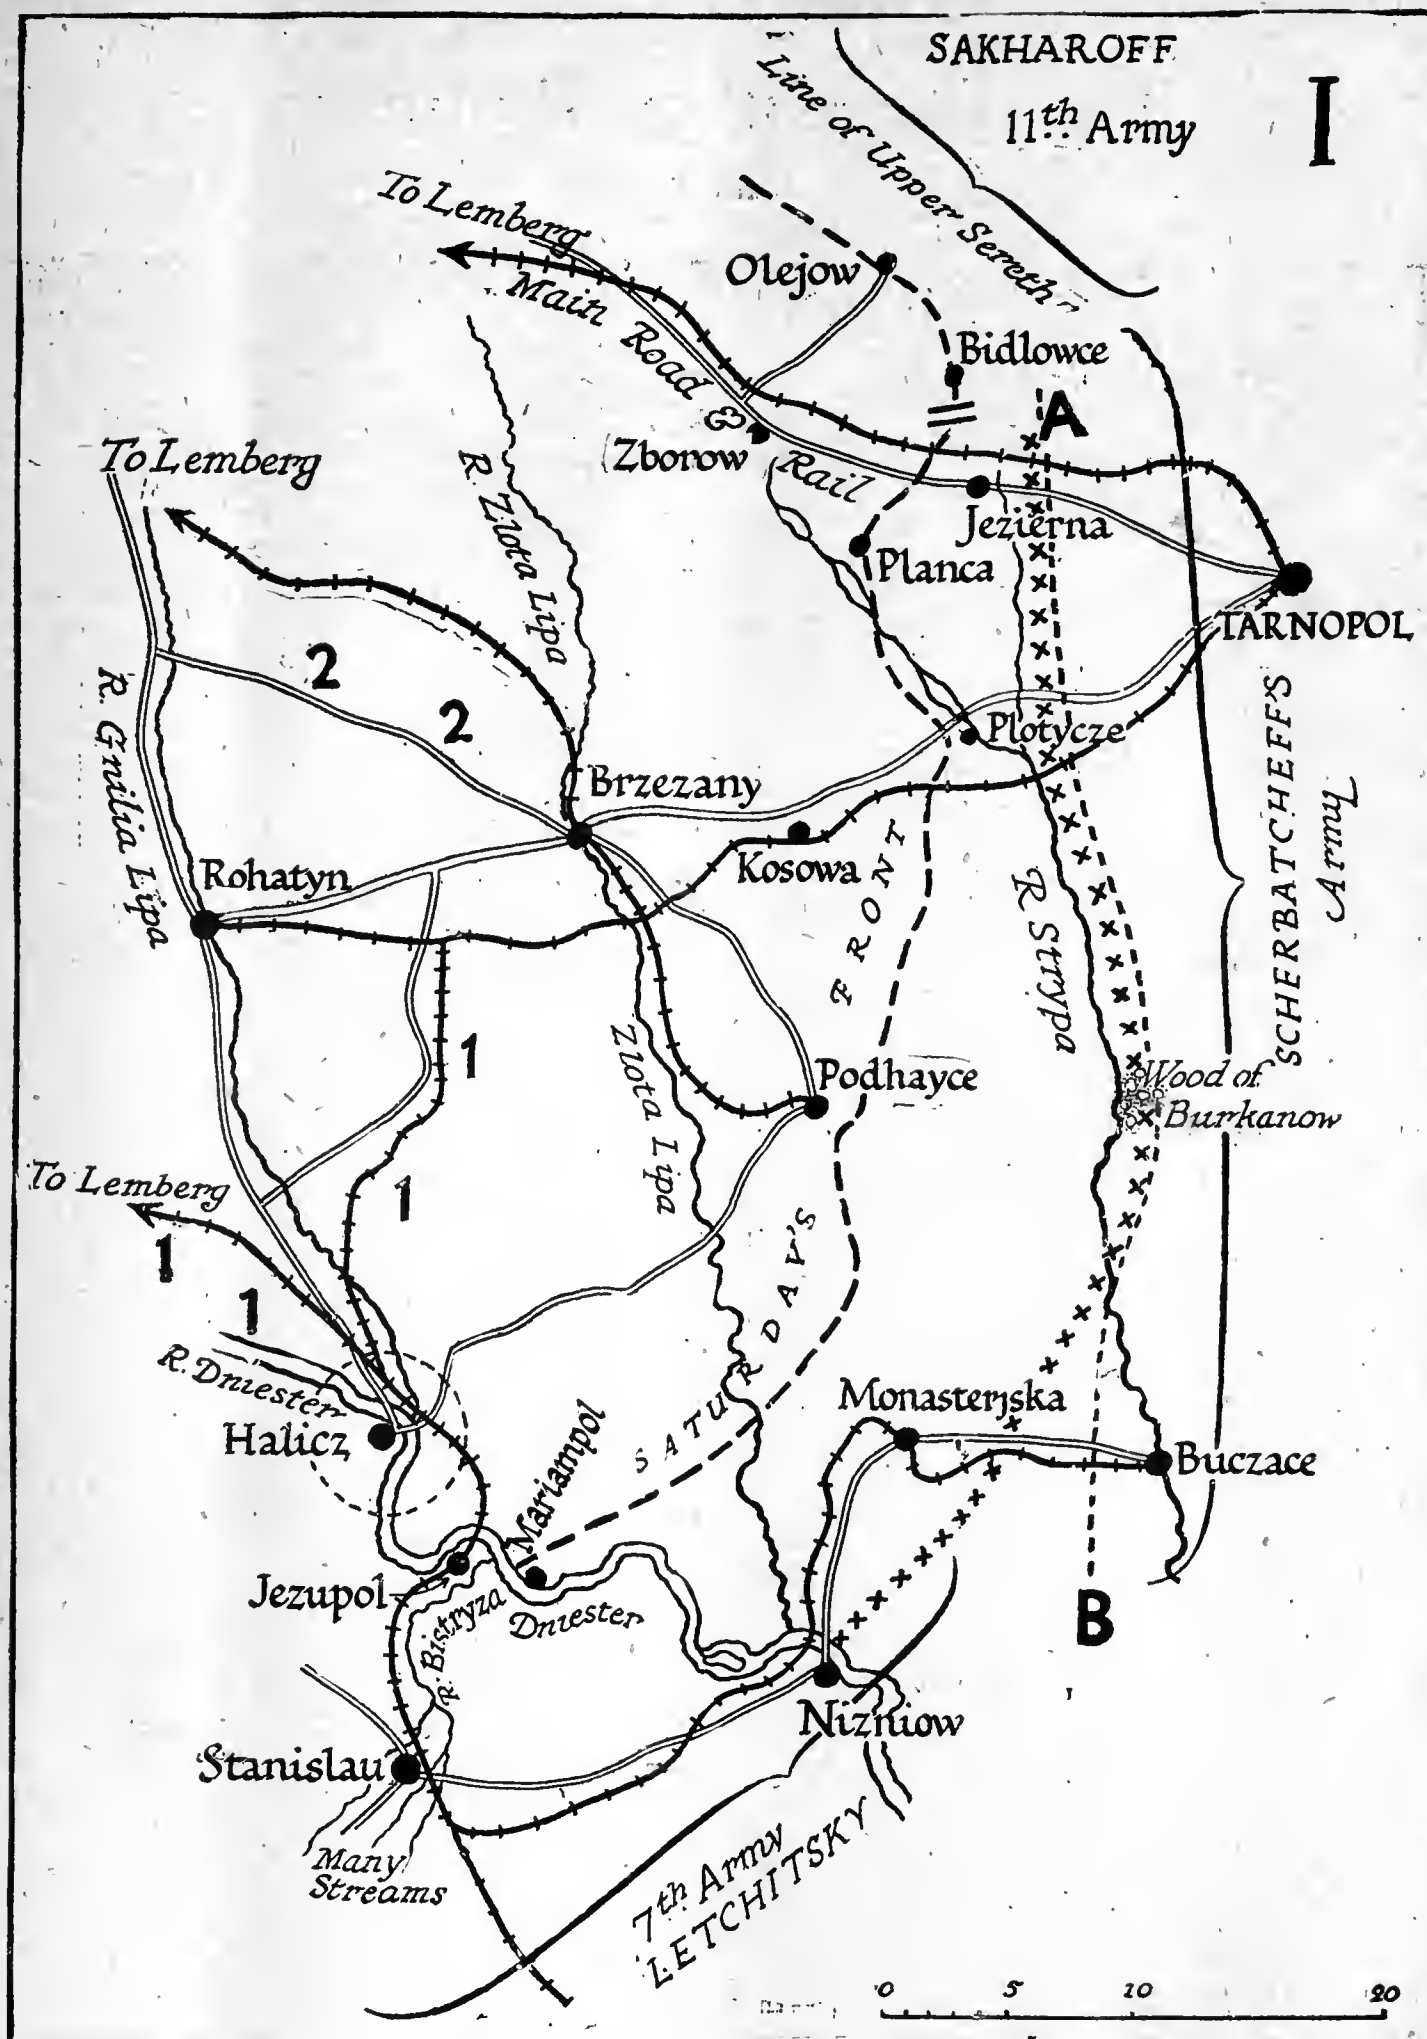 SAKHAROFF
11th Army
I
Line of Upper Sereth
To Lemberg
Main Road & Rail
Olejow
Bidlowce
A
Zborow
Jezierna
To Lemberg
R. Zlota Lipa
Planca
TARNOPOL
2
2
R. Gnilia Lipa
Plotycze
Brzezany
SCHERBATCHEFF'S
Army
Rohatyn
Kosowa
FRONT
R Strypa
1
Zlota Lipa
Podhayce
Wood of
Burkanow
To Lemberg
1
1
1
SATURDAY'S
R. Dniester
Halicz
Mariampol
Monasterjska
Buczace
Jezupol
R. Bistryza
Dniester
B
Nizniow
Stanislau
Many
Streams
7th Army
LETCHITSKY
0 5 10 20